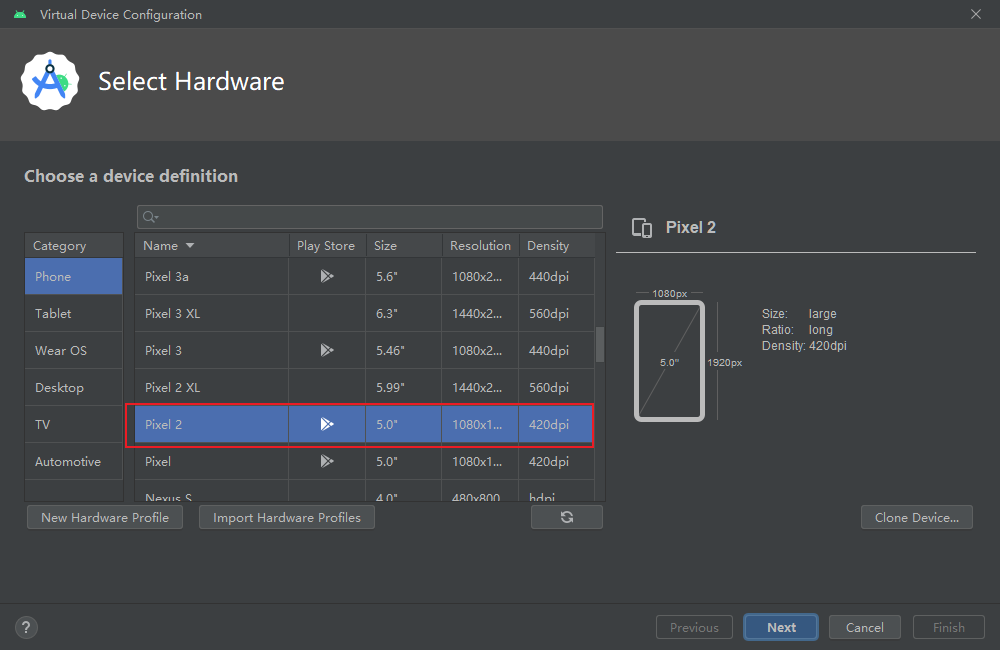 Virtual Device Configuration
Select Hardware
Choose a device definition
Category
Phone
Tablet
Wear OS
Desktop
TV
Automotive
Name Play Store Size Resolution Density
Pixel 3a 5.6" 1080x2... 440dpi
Pixel 3 XL 6.3" 1440x2... 560dpi
Pixel 3 5.46" 1080x2... 440dpi
Pixel 2 XL 5.99" 1440x2... 560dpi
Pixel 2 5.0" 1080x1... 420dpi
Pixel 5.0" 1080x1... 420dpi
Nexus S 4.0" 480x800 hdpi
New Hardware Profile Import Hardware Profiles
Pixel 2
1080px
5.0"
1920px
Size: large
Ratio: long
Density: 420dpi
Clone Device...
? Previous Next Cancel Finish